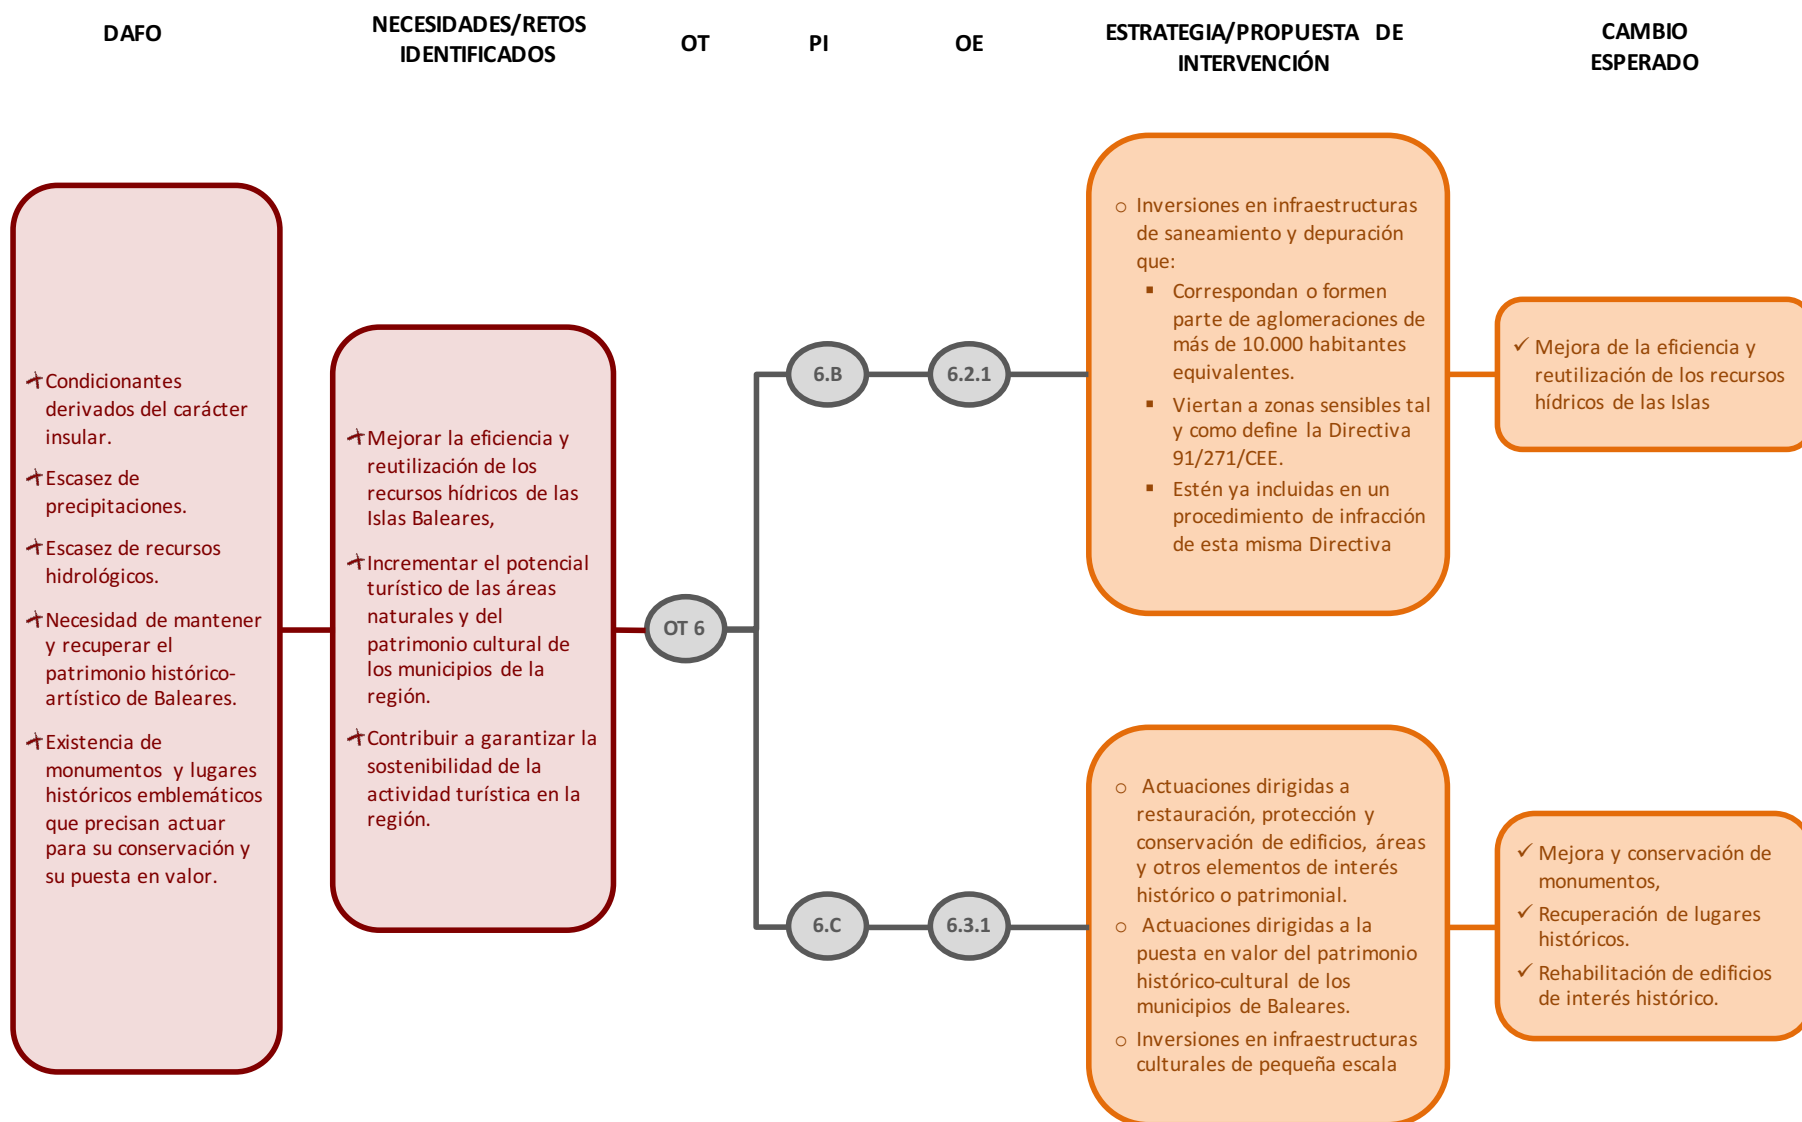 DAFO
NECESIDADES/RETOS
IDENTIFICADOS
OT
PI
OE
ESTRATEGIA/PROPUESTA DE
INTERVENCIÓN
CAMBIO
ESPERADO
Condicionantes
derivados del carácter
insular.
Escasez de
precipitaciones.
Escasez de recursos
hidrológicos.
Necesidad de mantener
y recuperar el
patrimonio histórico-
artístico de Baleares.
Existencia de
monumentos y lugares
históricos emblemáticos
que precisan actuar
para su conservación y
su puesta en valor.
Mejorar la eficiencia y
reutilización de los
recursos hídricos de las
Islas Baleares,
Incrementar el potencial
turístico de las áreas
naturales y del
patrimonio cultural de
los municipios de la
región.
Contribuir a garantizar la
sostenibilidad de la
actividad turística en la
región.
OT 6
6.B
6.2.1
○ Inversiones en infraestructuras
de saneamiento y depuración
que:
▪ Correspondan o formen
parte de aglomeraciones de
más de 10.000 habitantes
equivalentes.
▪ Viertan a zonas sensibles tal
y como define la Directiva
91/271/CEE.
▪ Estén ya incluidas en un
procedimiento de infracción
de esta misma Directiva
✓ Mejora de la eficiencia y
reutilización de los recursos
hídricos de las Islas
6.C
6.3.1
○ Actuaciones dirigidas a
restauración, protección y
conservación de edificios, áreas
y otros elementos de interés
histórico o patrimonial.
○ Actuaciones dirigidas a la
puesta en valor del patrimonio
histórico-cultural de los
municipios de Baleares.
○ Inversiones en infraestructuras
culturales de pequeña escala
✓ Mejora y conservación de
monumentos,
✓ Recuperación de lugares
históricos.
✓ Rehabilitación de edificios
de interés histórico.